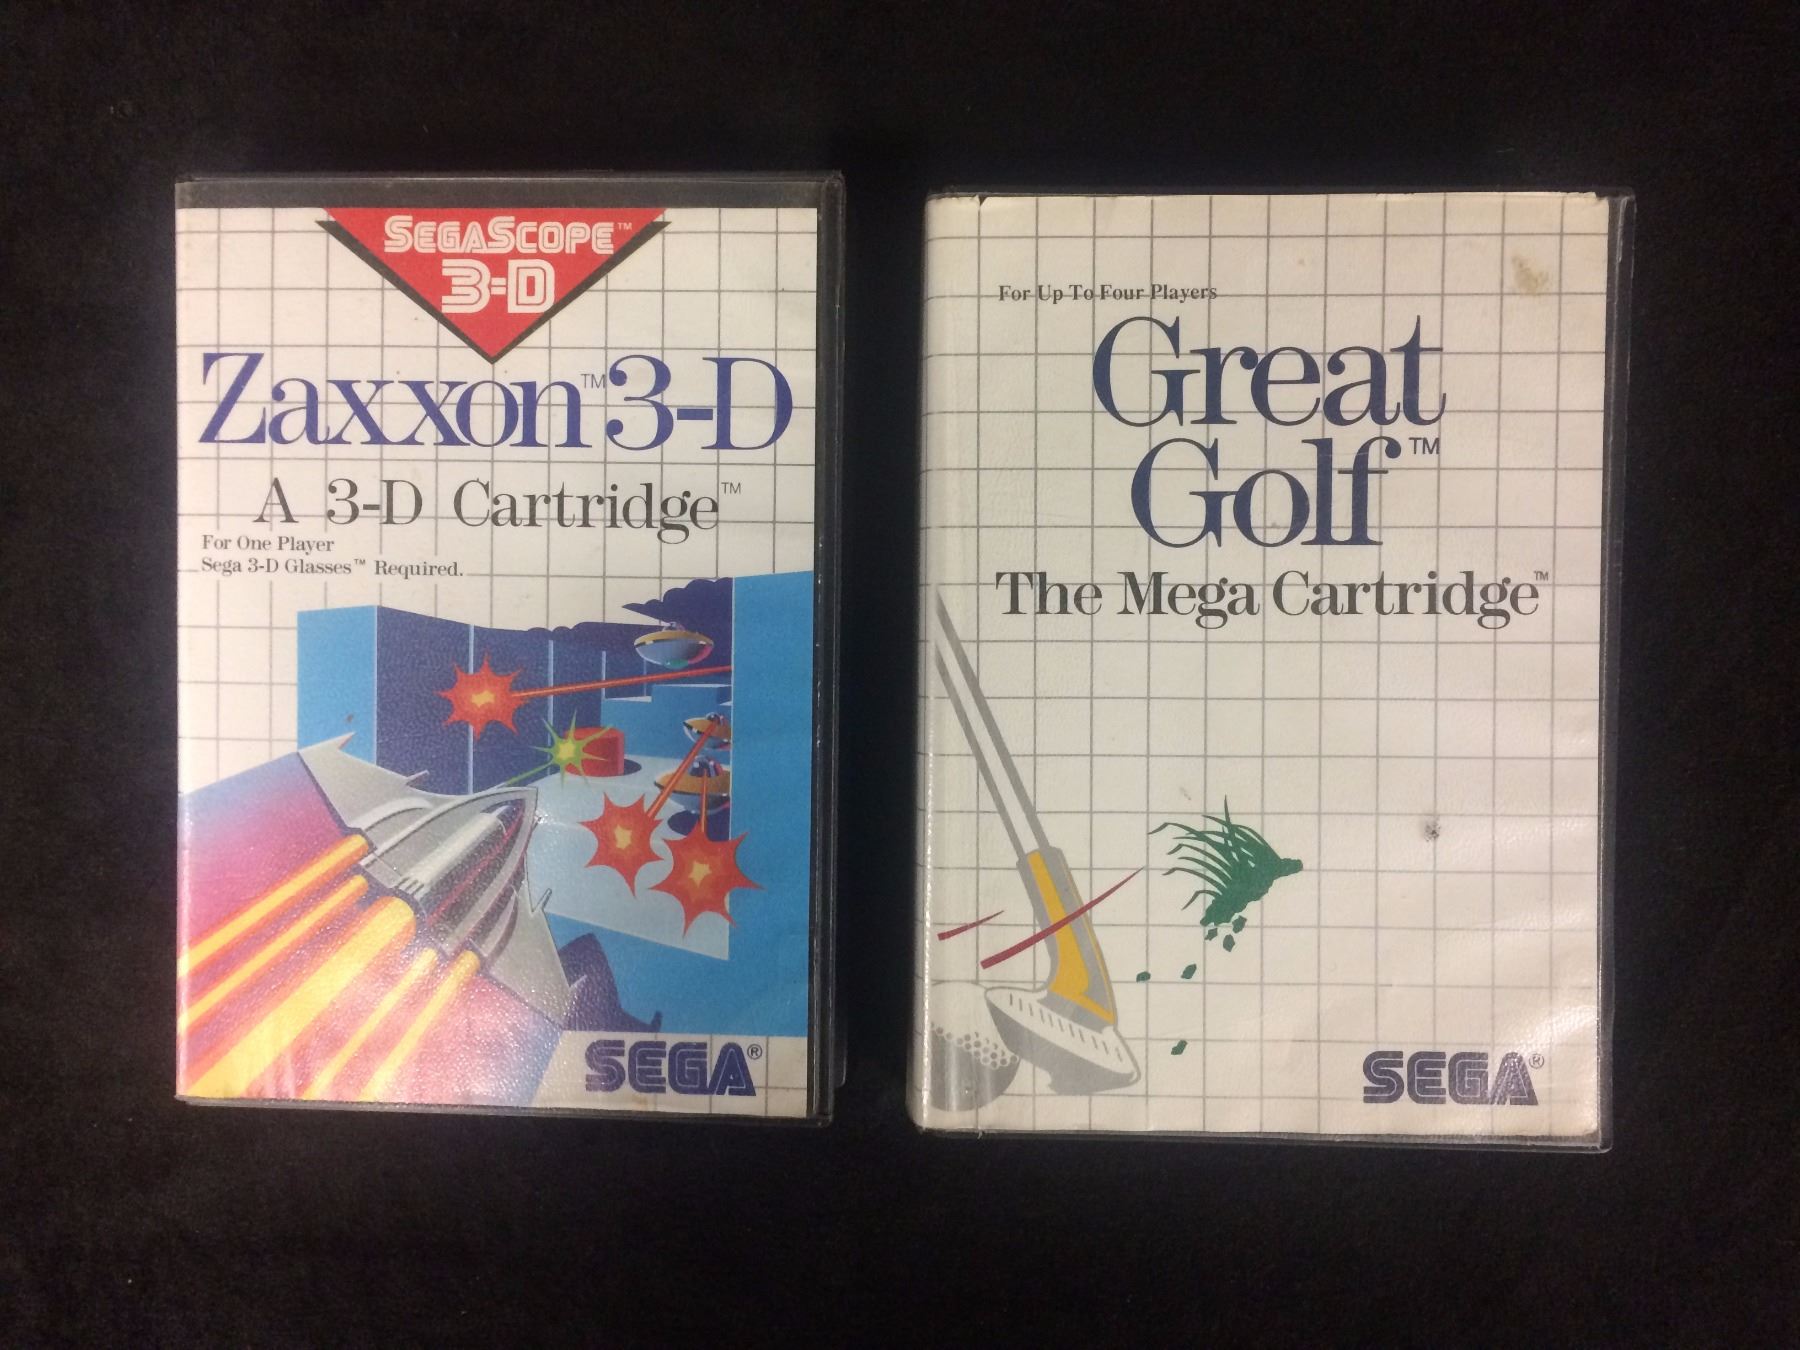 SEGASCOPE™
3-D
Zaxxon™ 3-D
A 3-D Cartridge™
For One Player
Sega 3-D Glasses™ Required.
SEGA®
For Up To Four Players
Great
Golf™
The Mega Cartridge™
SEGA®